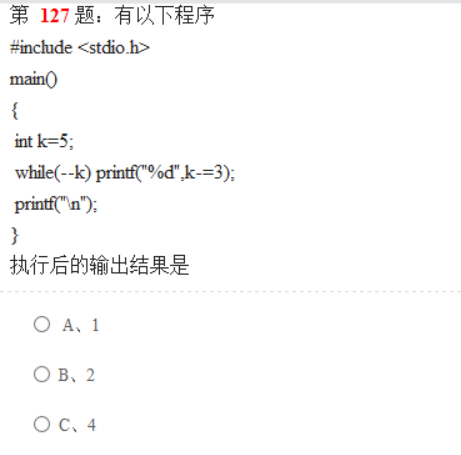 第 127 题：有以下程序
#include <stdio.h>
main()
{
int k=5;
while(--k) printf("%d",k-=3);
printf("\n");
}
执行后的输出结果是
A、1
B、2
C、4